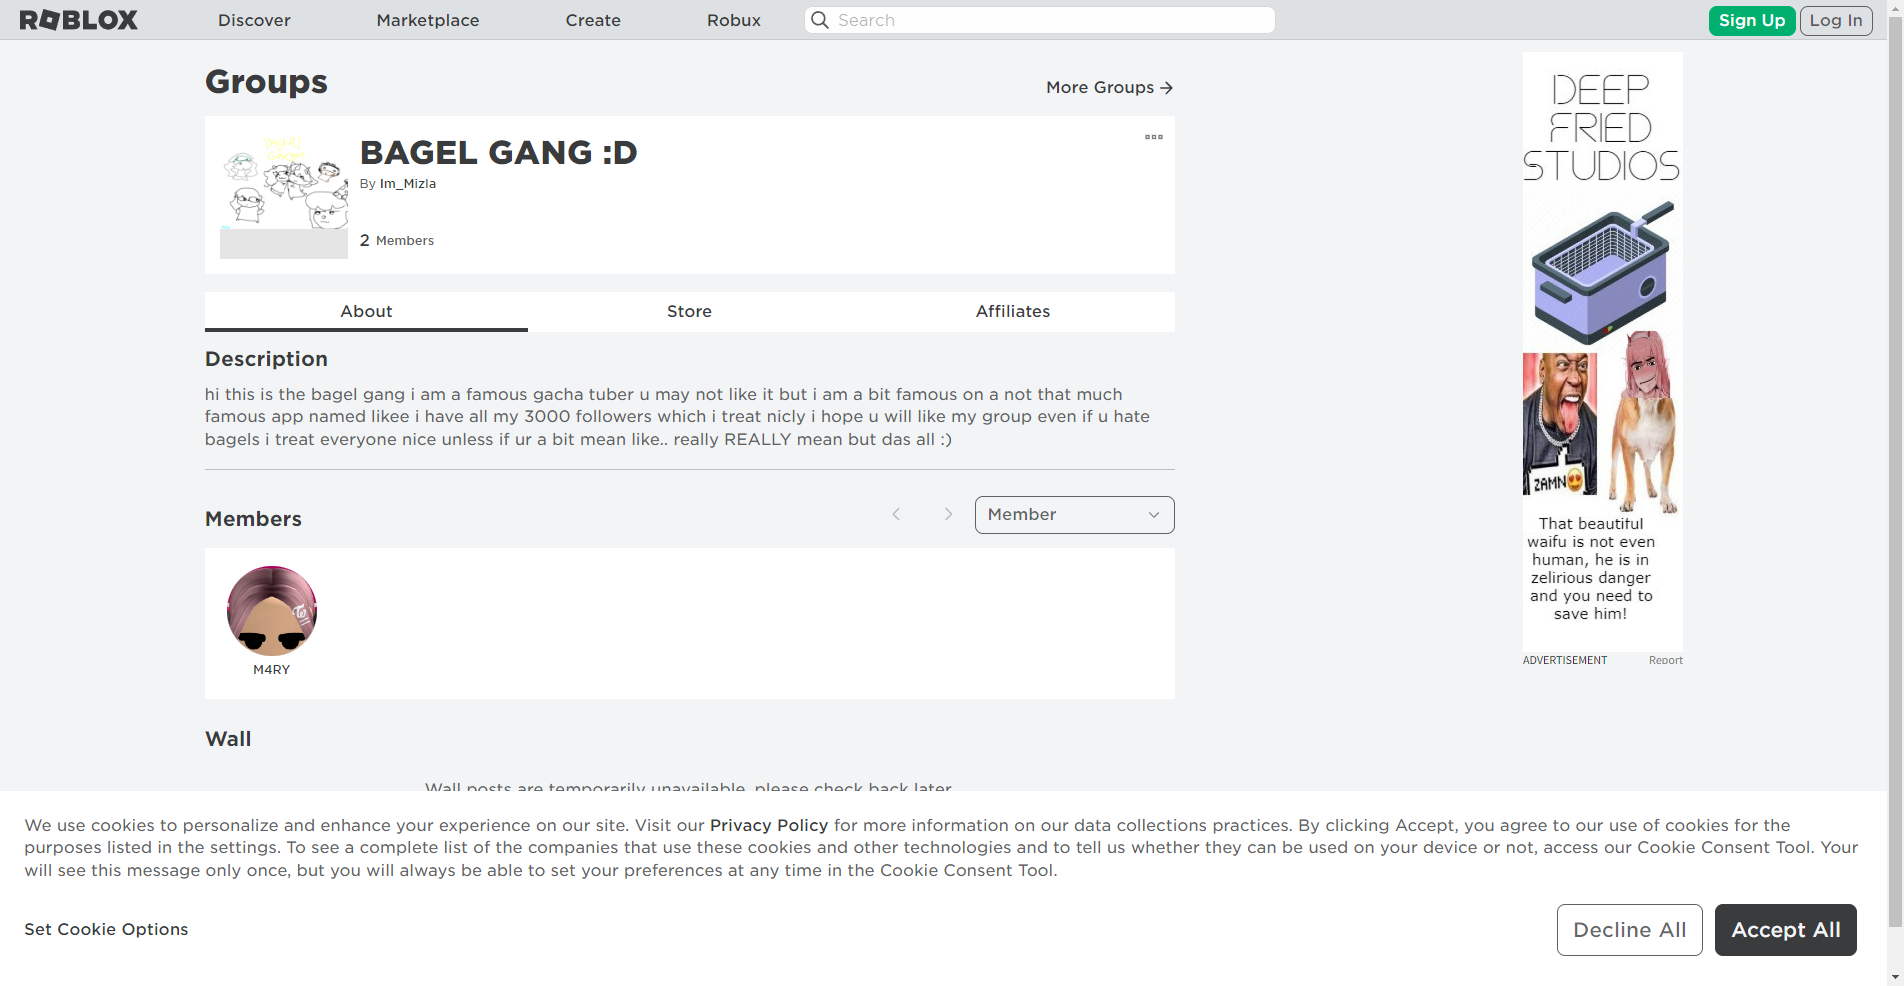 ROBLOX
Discover
Marketplace
Create
Robux
Search
Sign Up
Log In
Groups
More Groups
BAGEL GANG :D
By Im_Mizla
2 Members
About
Store
Affiliates
Description
hi this is the bagel gang i am a famous gacha tuber u may not like it but i am a bit famous on a not that much
famous app named likee i have all my 3000 followers which i treat nicly i hope u will like my group even if u hate
bagels i treat everyone nice unless if ur a bit mean like.. really REALLY mean but das all :)
Members
Member
M4RY
Wall
Wall posts are temporarily unavailable, please check back later
DEEP
FRIED
STUDIOS
ZAMN
That beautiful
waifu is not even
human, he is in
zelirious danger
and you need to
save him!
ADVERTISEMENT
Report
We use cookies to personalize and enhance your experience on our site. Visit our Privacy Policy for more information on our data collections practices. By clicking Accept, you agree to our use of cookies for the
purposes listed in the settings. To see a complete list of the companies that use these cookies and other technologies and to tell us whether they can be used on your device or not, access our Cookie Consent Tool. Your
will see this message only once, but you will always be able to set your preferences at any time in the Cookie Consent Tool.
Set Cookie Options
Decline All
Accept All